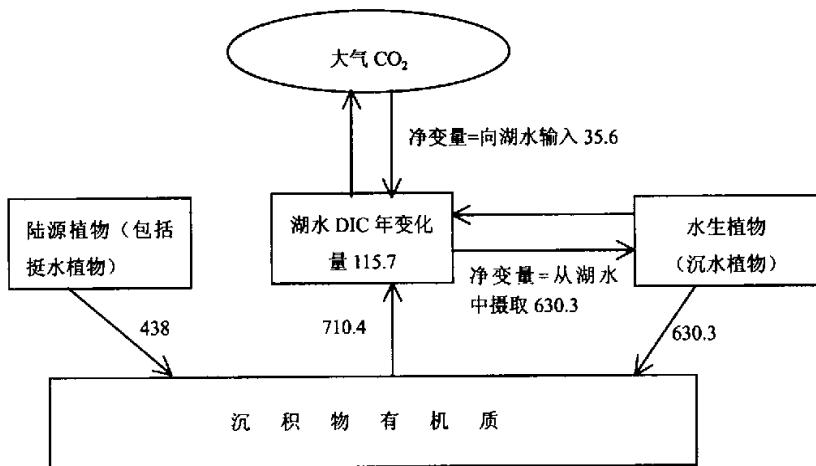 大气 CO₂
净变量=向湖水输入 35.6
陆源植物（包括
挺水植物）
湖水 DIC 年变化
量 115.7
水生植物
（沉水植物）
净变量=从湖水
中摄取 630.3
438
710.4
630.3
沉积物有机质